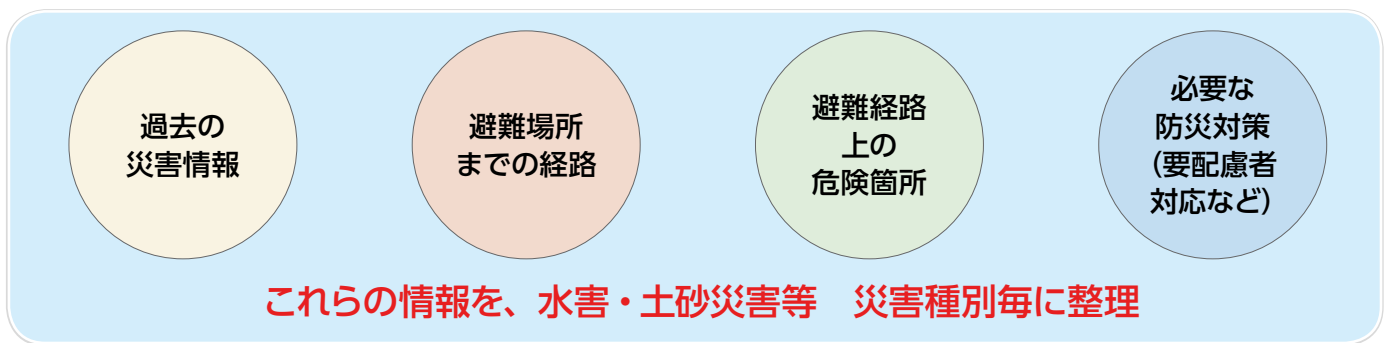 過去の
災害情報
避難場所
までの経路
避難経路
上の
危険箇所
必要な
防災対策
（要配慮者
対応など）
これらの情報を、水害・土砂災害等　災害種別毎に整理